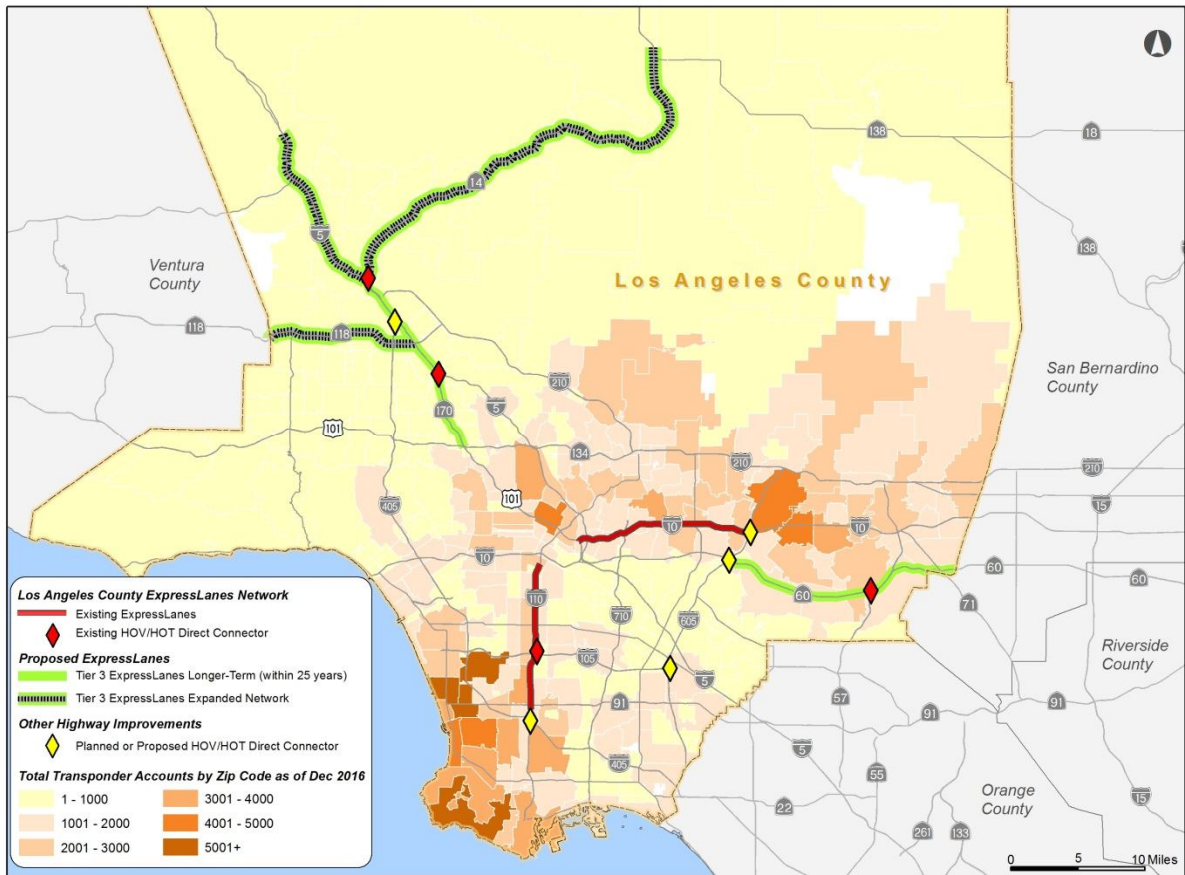 138
18
14
5
138
138
Ventura
County
Los Angeles County
118
118
San Bernardino
County
210
170
5
101
134
210
210
15
405
101
10
10
10
60
60
60
71
110
710
605
105
5
Riverside
County
57
91
91
91
405
5
55
22
Orange
County
15
261
133
Los Angeles County ExpressLanes Network
Existing ExpressLanes
Existing HOV/HOT Direct Connector
Proposed ExpressLanes
Tier 3 ExpressLanes Longer-Term (within 25 years)
Tier 3 ExpressLanes Expanded Network
Other Highway Improvements
Planned or Proposed HOV/HOT Direct Connector
Total Transponder Accounts by Zip Code as of Dec 2016
1 - 1000
3001 - 4000
1001 - 2000
4001 - 5000
2001 - 3000
5001+
0 5 10 Miles